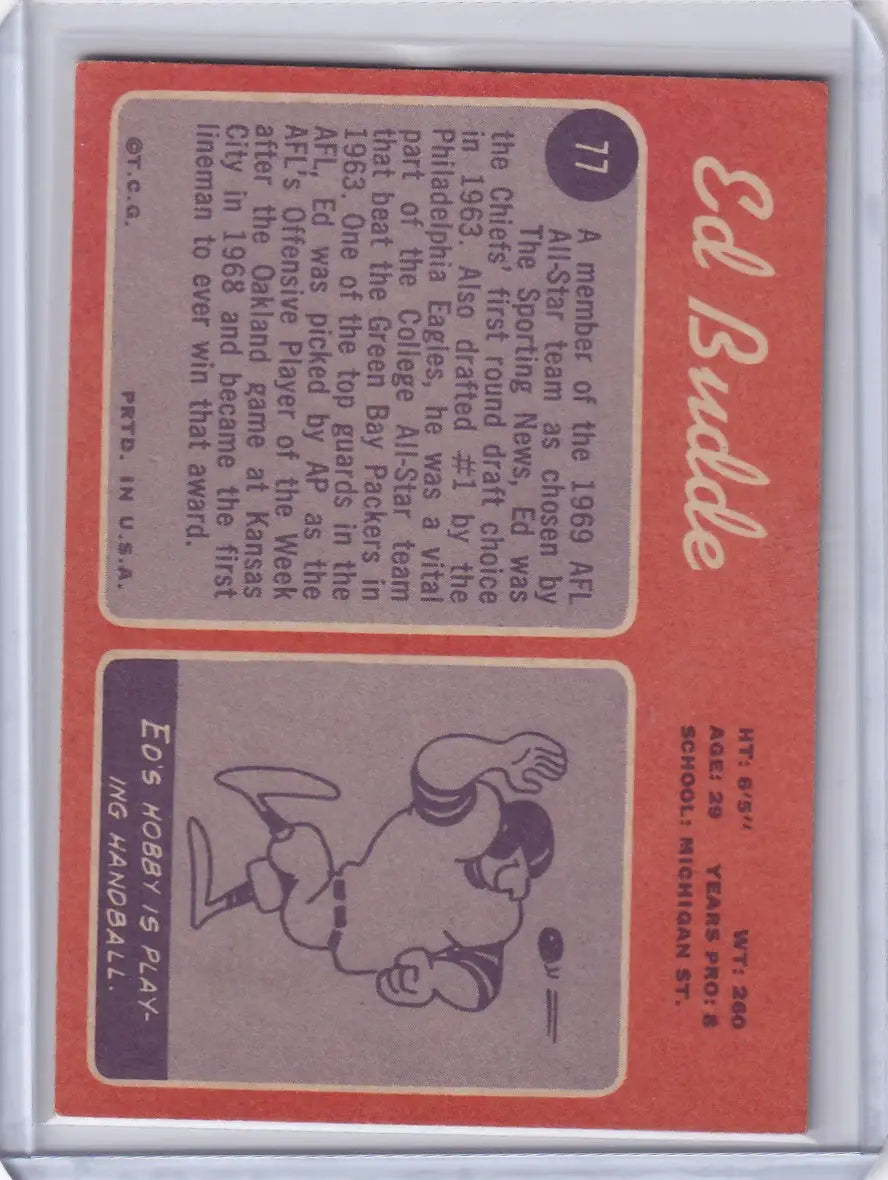 Ed Budde
HT: 6'5" WT: 260
AGE: 29 YEARS PRO: 8
SCHOOL: MICHIGAN ST.
77
A member of the 1969 AFL
All-Star team as chosen by
The Sporting News, Ed was
the Chiefs' first round draft choice
in 1963. Also drafted #1 by the
Philadelphia Eagles, he was a vital
part of the College All-Star team
that beat the Green Bay Packers in
1963. One of the top guards in the
AFL, Ed was picked by AP as the
AFL's Offensive Player of the Week
after the Oakland game at Kansas
City in 1968 and became the first
lineman to ever win that award.
©T.C.G. PRTD. IN U.S.A.
ED'S HOBBY IS PLAY-
ING HANDBALL.